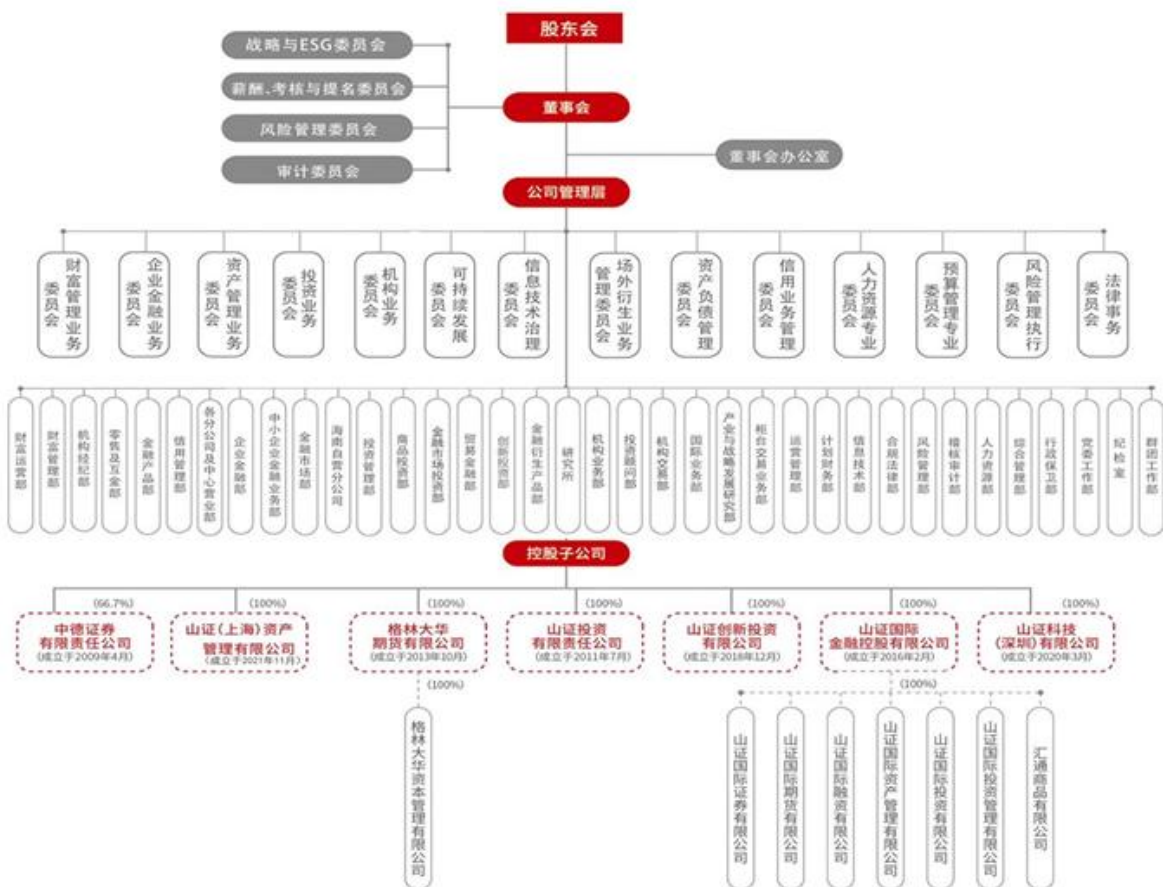 股东会
战略与ESG委员会
薪酬、考核与提名委员会
董事会
风险管理委员会
审计委员会
董事会办公室
公司管理层
财富管理业务
委员会
企业金融业务
委员会
资产管理业务
委员会
投资业务
委员会
机构业务
委员会
可持续发展
委员会
信息技术治理
委员会
场外衍生业务
管理委员会
资产负债管理
委员会
信用业务管理
委员会
人力资源专业
委员会
预算管理专业
委员会
风险管理执行
委员会
法律事务
委员会
财富运营部
财富管理部
机构经纪部
零售及互金部
金融产品部
信用管理部
各分公司及中心营业部
企业金融部
中小企业金融业务部
金融市场部
海南自营分公司
投资管理部
商品投资部
金融市场投资部
贸易金融部
创新投资部
金融衍生产品部
研究所
机构业务部
投资顾问部
机构交易部
国际业务部
产业与战略发展研究部
柜台交易业务部
运营管理部
计划财务部
信息技术部
合规法律部
风险管理部
稽核审计部
人力资源部
综合管理部
行政保卫部
党委工作部
纪检室
群团工作部
控股子公司
(66.7%)
中德证券
有限责任公司
(成立于2009年4月)
(100%)
山证(上海)资产
管理有限公司
(成立于2021年11月)
(100%)
格林大华
期货有限公司
(成立于2013年10月)
(100%)
山证投资
有限责任公司
(成立于2011年7月)
(100%)
山证创新投资
有限公司
(成立于2018年12月)
(100%)
山证国际
金融控股有限公司
(成立于2016年2月)
(100%)
山证科技
(深圳)有限公司
(成立于2020年3月)
(100%)
格林大华资本管理有限公司
(100%)
山证国际证券有限公司
山证国际期货有限公司
山证国际融资有限公司
山证国际资产管理有限公司
山证国际投资有限公司
山证国际投资管理有限公司
汇通商品有限公司